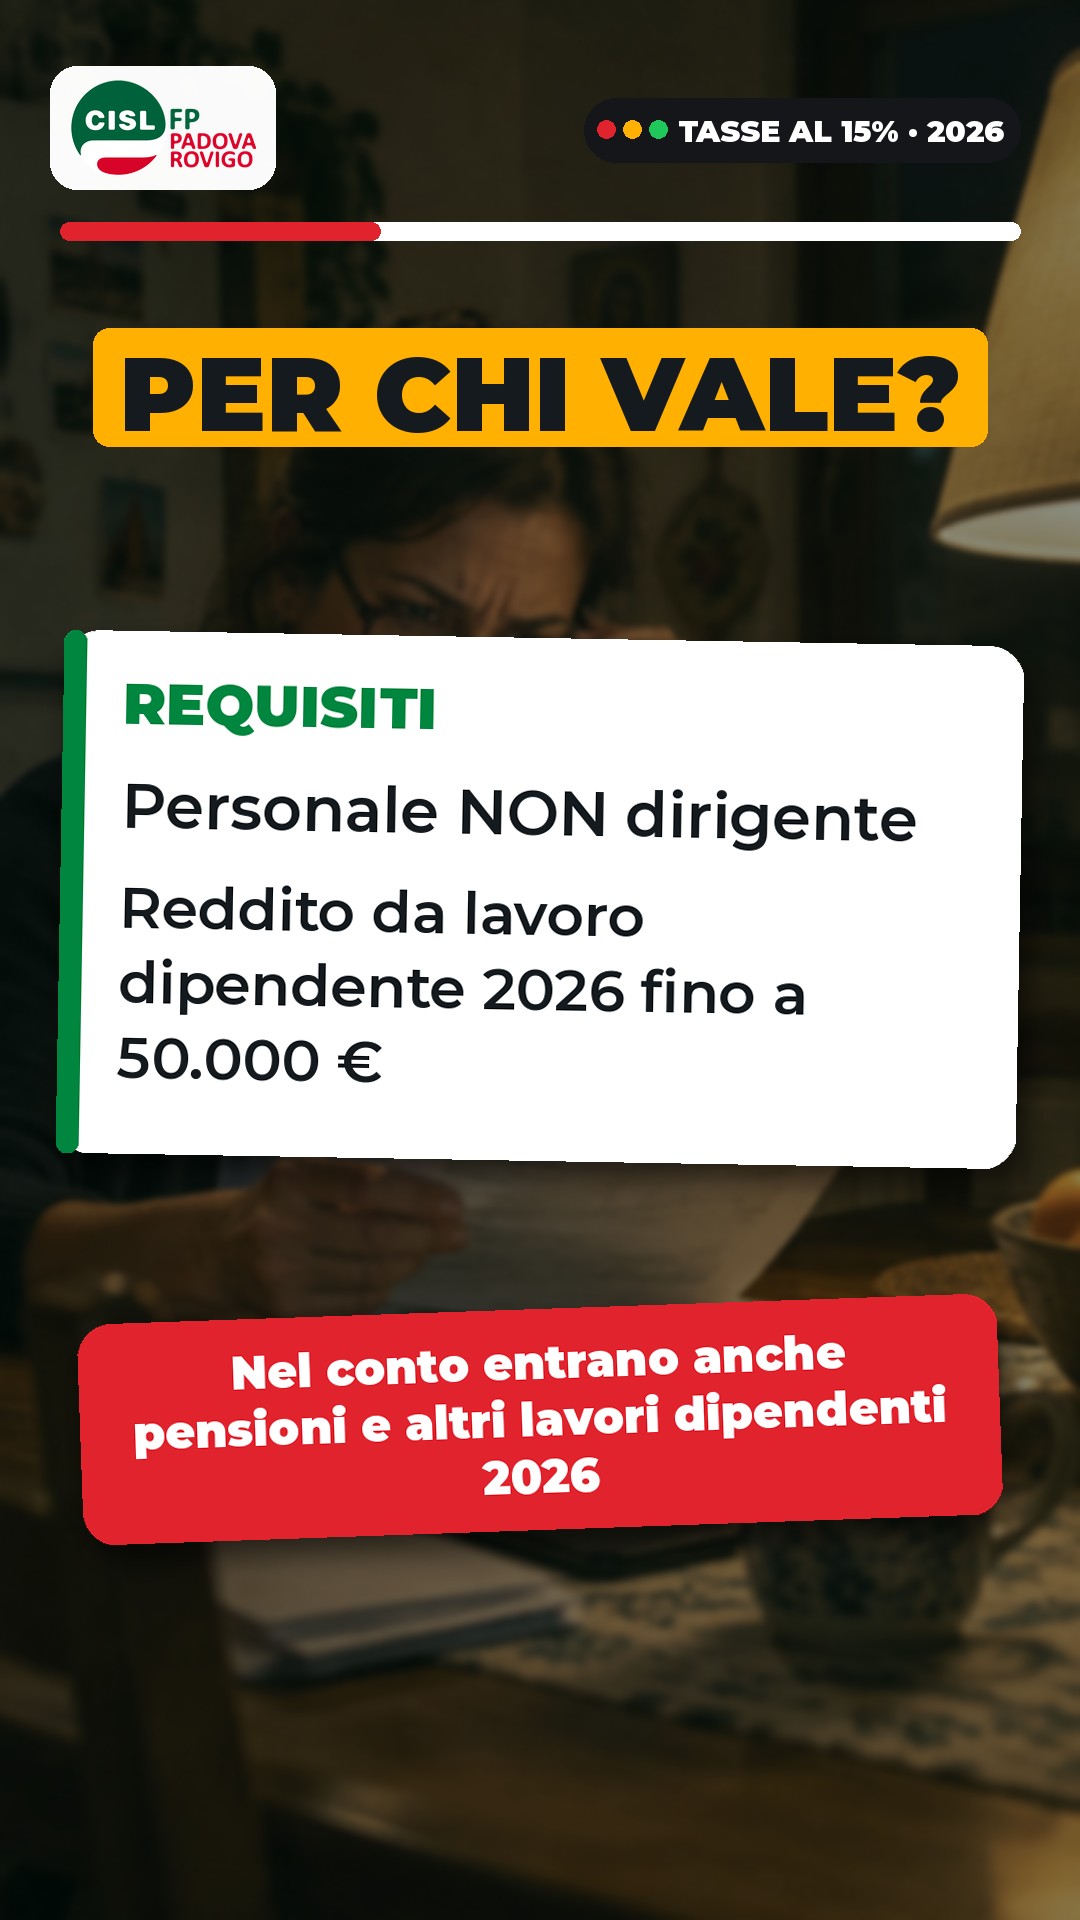 CISL FP
PADOVA
ROVIGO
TASSE AL 15% • 2026
PER CHI VALE?
REQUISITI
Personale NON dirigente
Reddito da lavoro
dipendente 2026 fino a
50.000 €
Nel conto entrano anche
pensioni e altri lavori dipendenti
2026